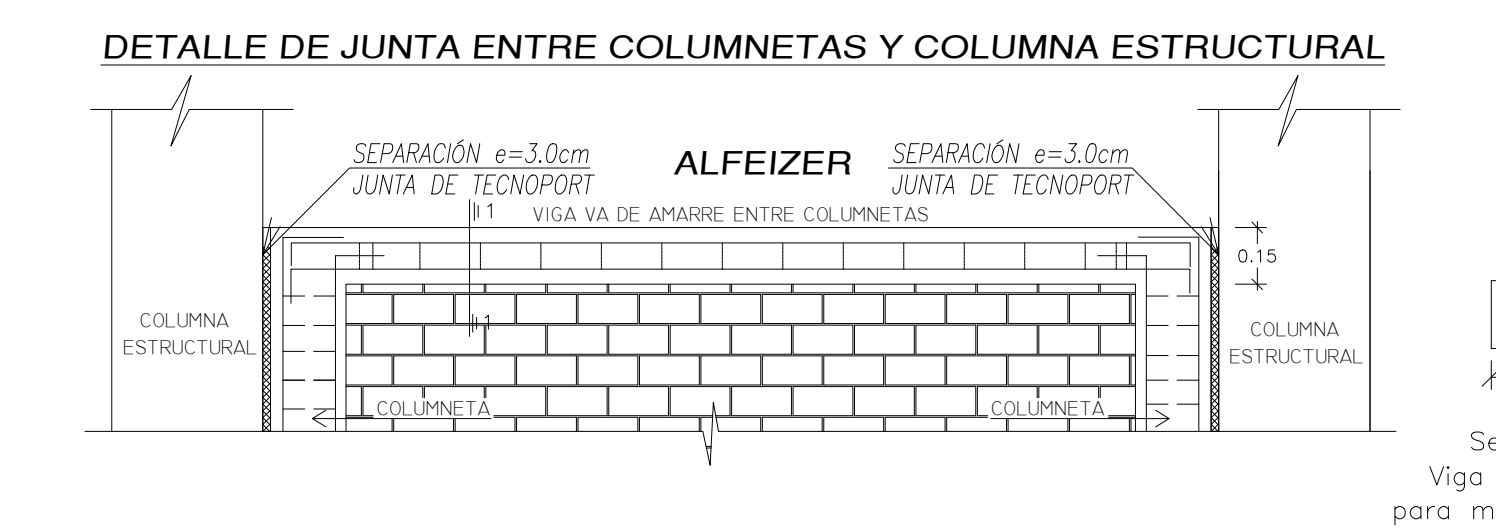 DETALLE DE JUNTA ENTRE COLUMNETAS Y COLUMNA ESTRUCTURAL
SEPARACIÓN e=3.0cm
JUNTA DE TECNOPORT
ALFEIZER
SEPARACIÓN e=3.0cm
JUNTA DE TECNOPORT
1
VIGA VA DE AMARRE ENTRE COLUMNETAS
0.15
1
COLUMNA
ESTRUCTURAL
COLUMNA
ESTRUCTURAL
COLUMNETA
COLUMNETA
Viga
para